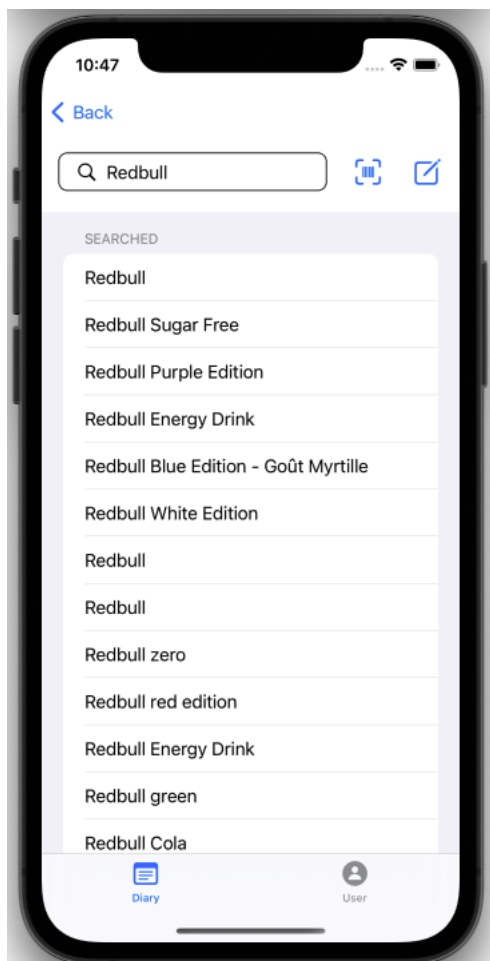 10:47
Back
Redbull
SEARCHED
Redbull
Redbull Sugar Free
Redbull Purple Edition
Redbull Energy Drink
Redbull Blue Edition - Goût Myrtille
Redbull White Edition
Redbull
Redbull
Redbull zero
Redbull red edition
Redbull Energy Drink
Redbull green
Redbull Cola
Diary
User